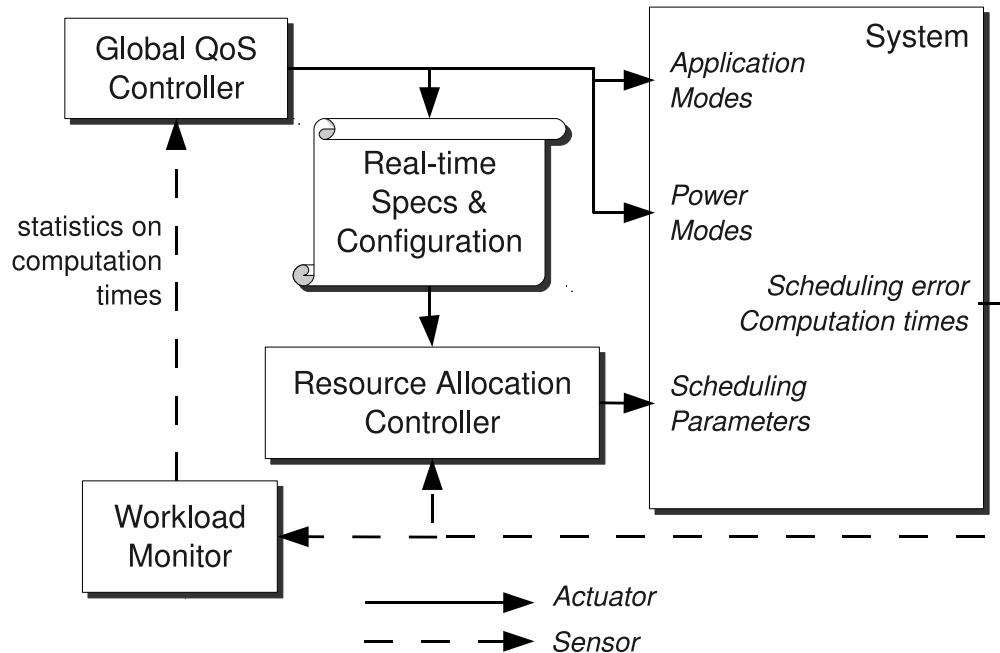 Global QoS
Controller
System
Application
Modes
Real-time
Specs &
Configuration
Power
Modes
statistics on
computation
times
Scheduling error
Computation times
Resource Allocation
Controller
Scheduling
Parameters
Workload
Monitor
Actuator
Sensor